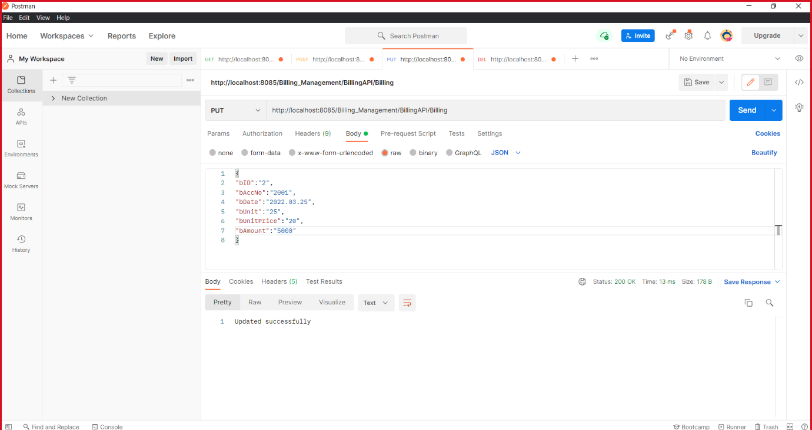 Postman
File Edit View Help
Home Workspaces Reports Explore Search Postman Invite Upgrade
My Workspace New Import GET http://localhost:80... POST http://localhost:8... PUT http://localhost:80... DEL http://localhost:80... No Environment
http://localhost:8085/Billing_Management/BillingAPI/Billing Save
Collections
New Collection
APIs
Environments
Mock Servers
Monitors
History
PUT http://localhost:8085/Billing_Management/BillingAPI/Billing Send
Params Authorization Headers (9) Body Pre-request Script Tests Settings Cookies
none form-data x-www-form-urlencoded raw binary GraphQL JSON Beautify
1 {
2 "bID":"2",
3 "bAccNo":"2001",
4 "bDate":"2022.03.25",
5 "bUnit":"25",
6 "bUnitPrice":"20",
7 "bAmount":"5000"
8 }
Body Cookies Headers (5) Test Results Status: 200 OK Time: 13 ms Size: 178 B Save Response
Pretty Raw Preview Visualize Text
1 Updated successfully
Find and Replace Console Bootcamp Runner Trash